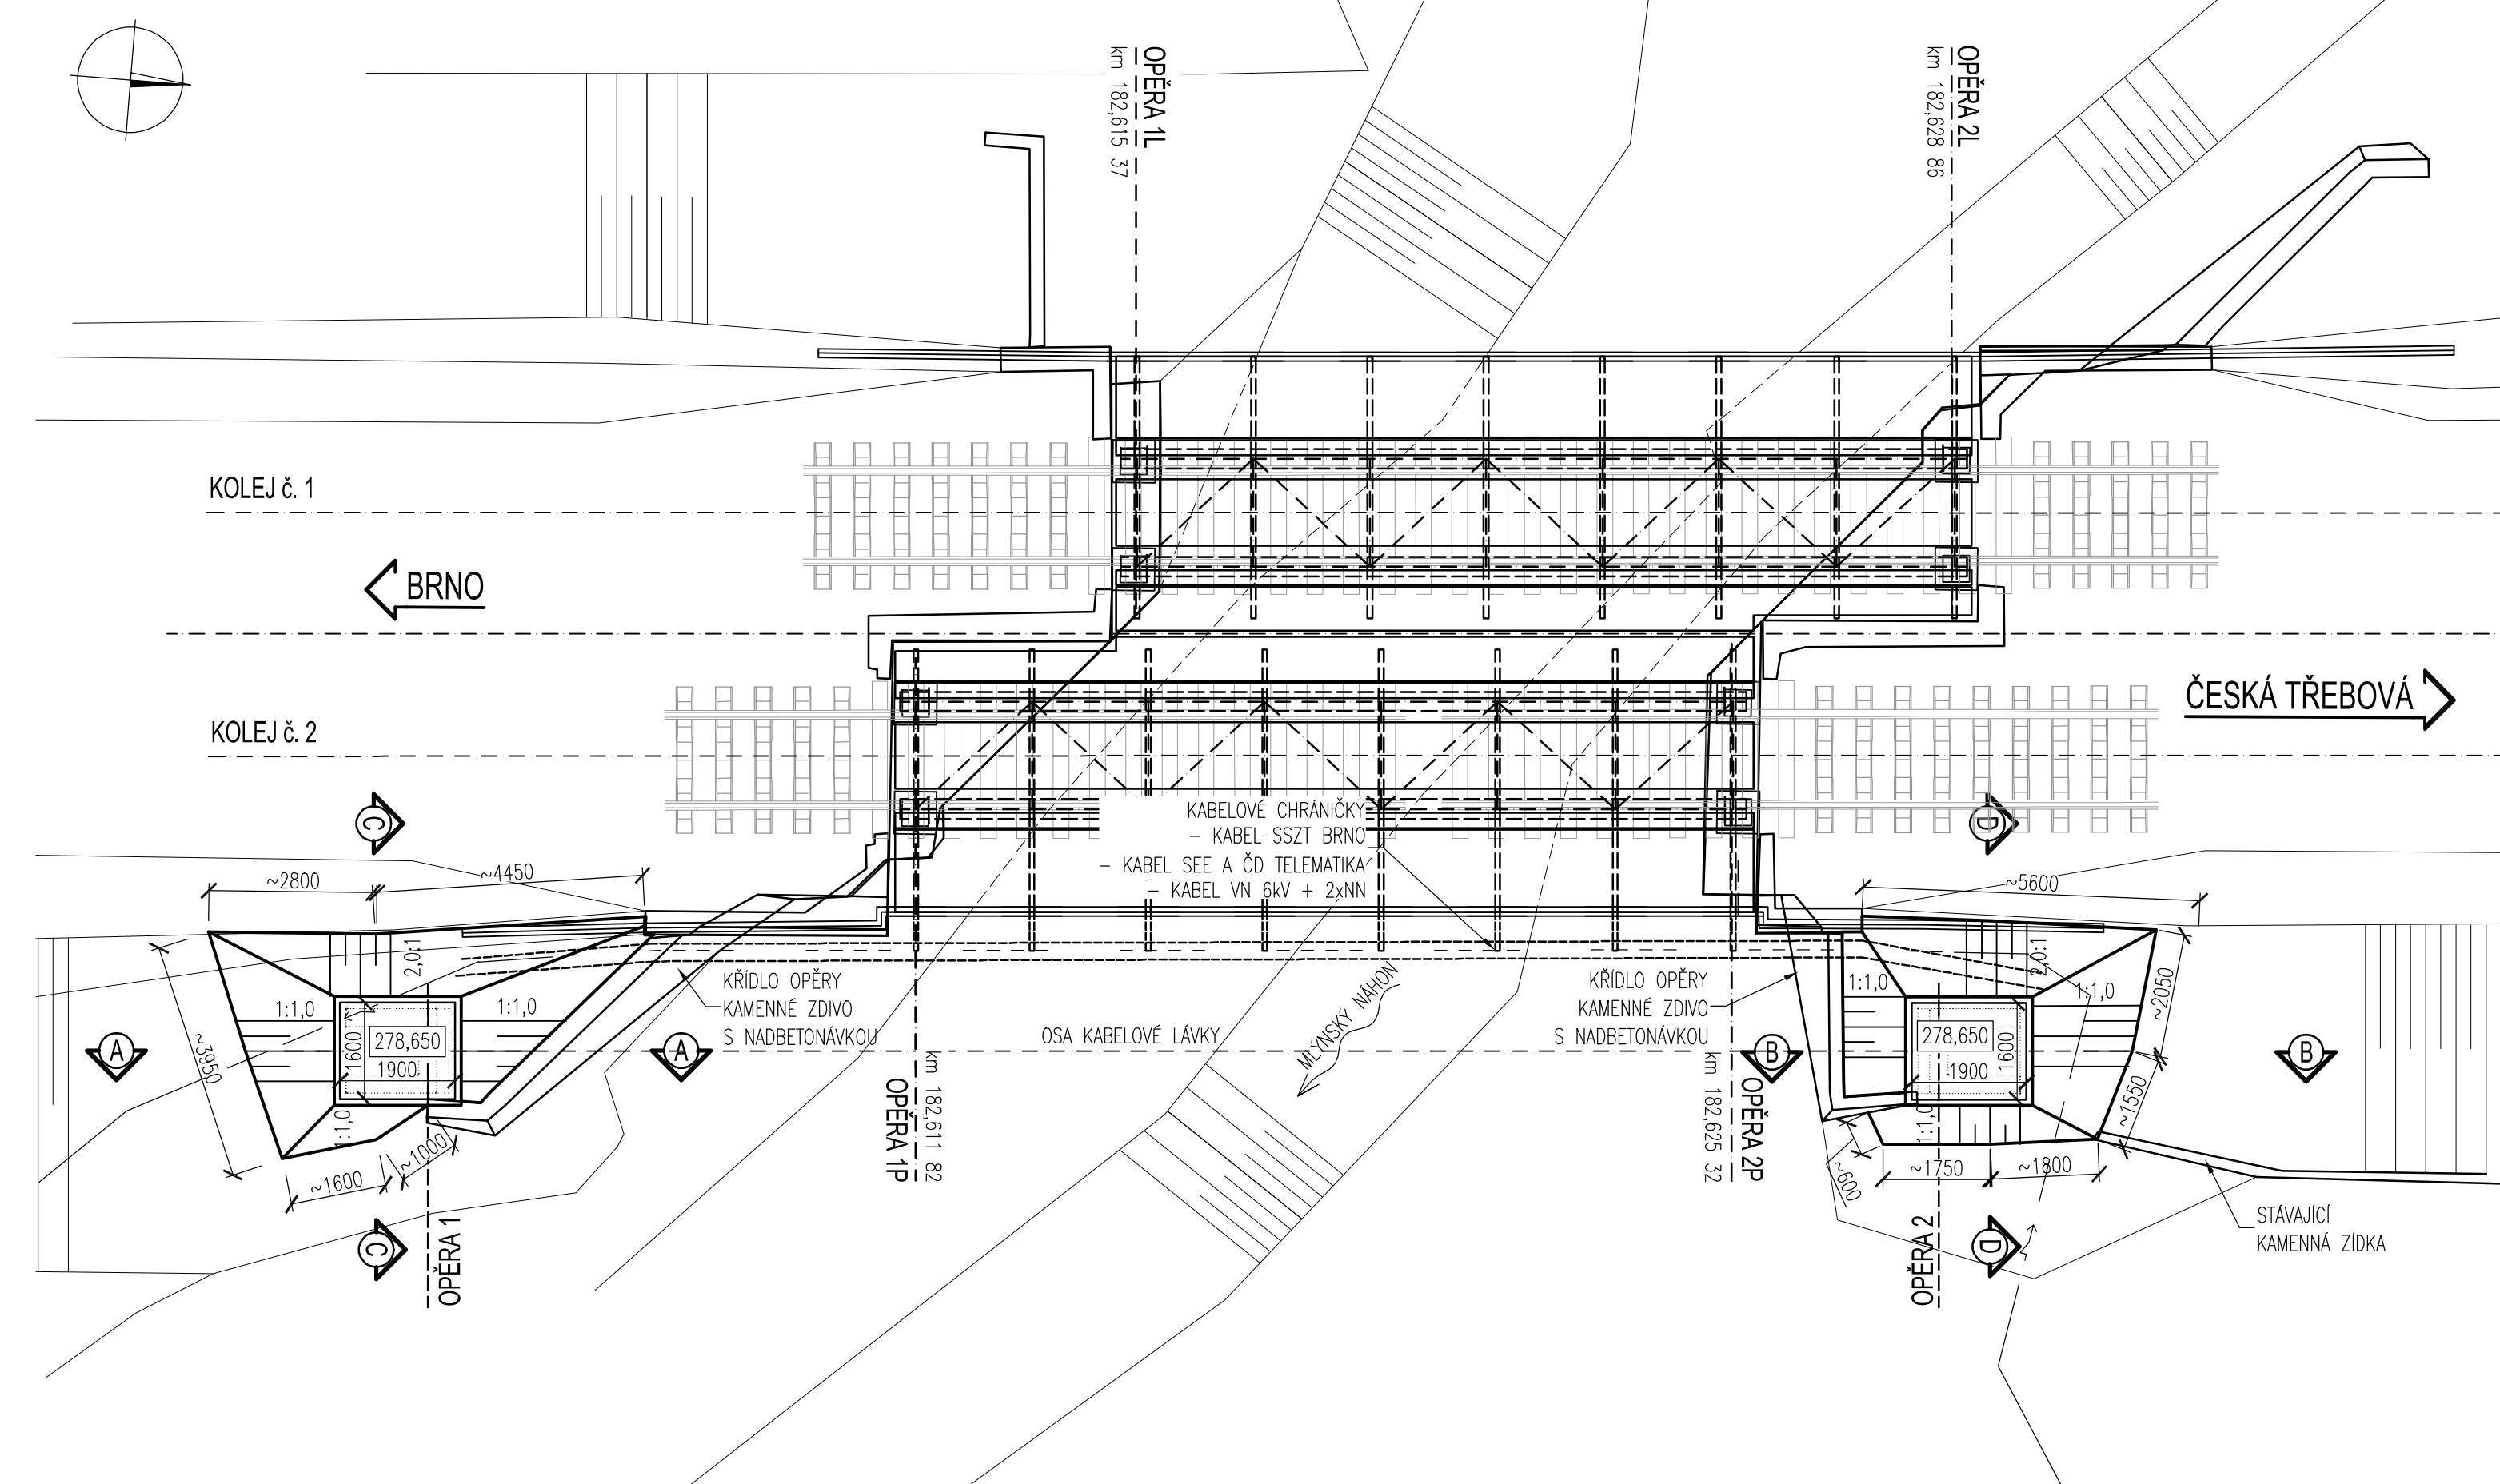 OPĚRA 1L
km 182,615 37
OPĚRA 2L
km 182,628 86
KOLEJ č. 1
BRNO
ČESKÁ TŘEBOVÁ
KOLEJ č. 2
C
D
KABELOVÉ CHRÁNIČKY
– KABEL SSZT BRNO
– KABEL SEE A ČD TELEMATIKA
– KABEL VN 6kV + 2xNN
~2800
~4450
~5600
2,0:1
1:1,0
1:1,0
278,650
1600
1900
1:1,0
~3950
~1600
~1000
A
A
KŘÍDLO OPĚRY
KAMENNÉ ZDIVO
S NADBETONÁVKOU
OSA KABELOVÉ LÁVKY
MLÝNSKÝ NÁHON
KŘÍDLO OPĚRY
KAMENNÉ ZDIVO
S NADBETONÁVKOU
B
B
2,0:1
1:1,0
1:1,0
278,650
1600
1900
1:1,0
~2050
~1550
~600
~1750
~1800
OPĚRA 1P
km 182,611 82
km 182,625 32
OPĚRA 2P
C
OPĚRA 1
OPĚRA 2
D
STÁVAJÍCÍ
KAMENNÁ ZÍDKA